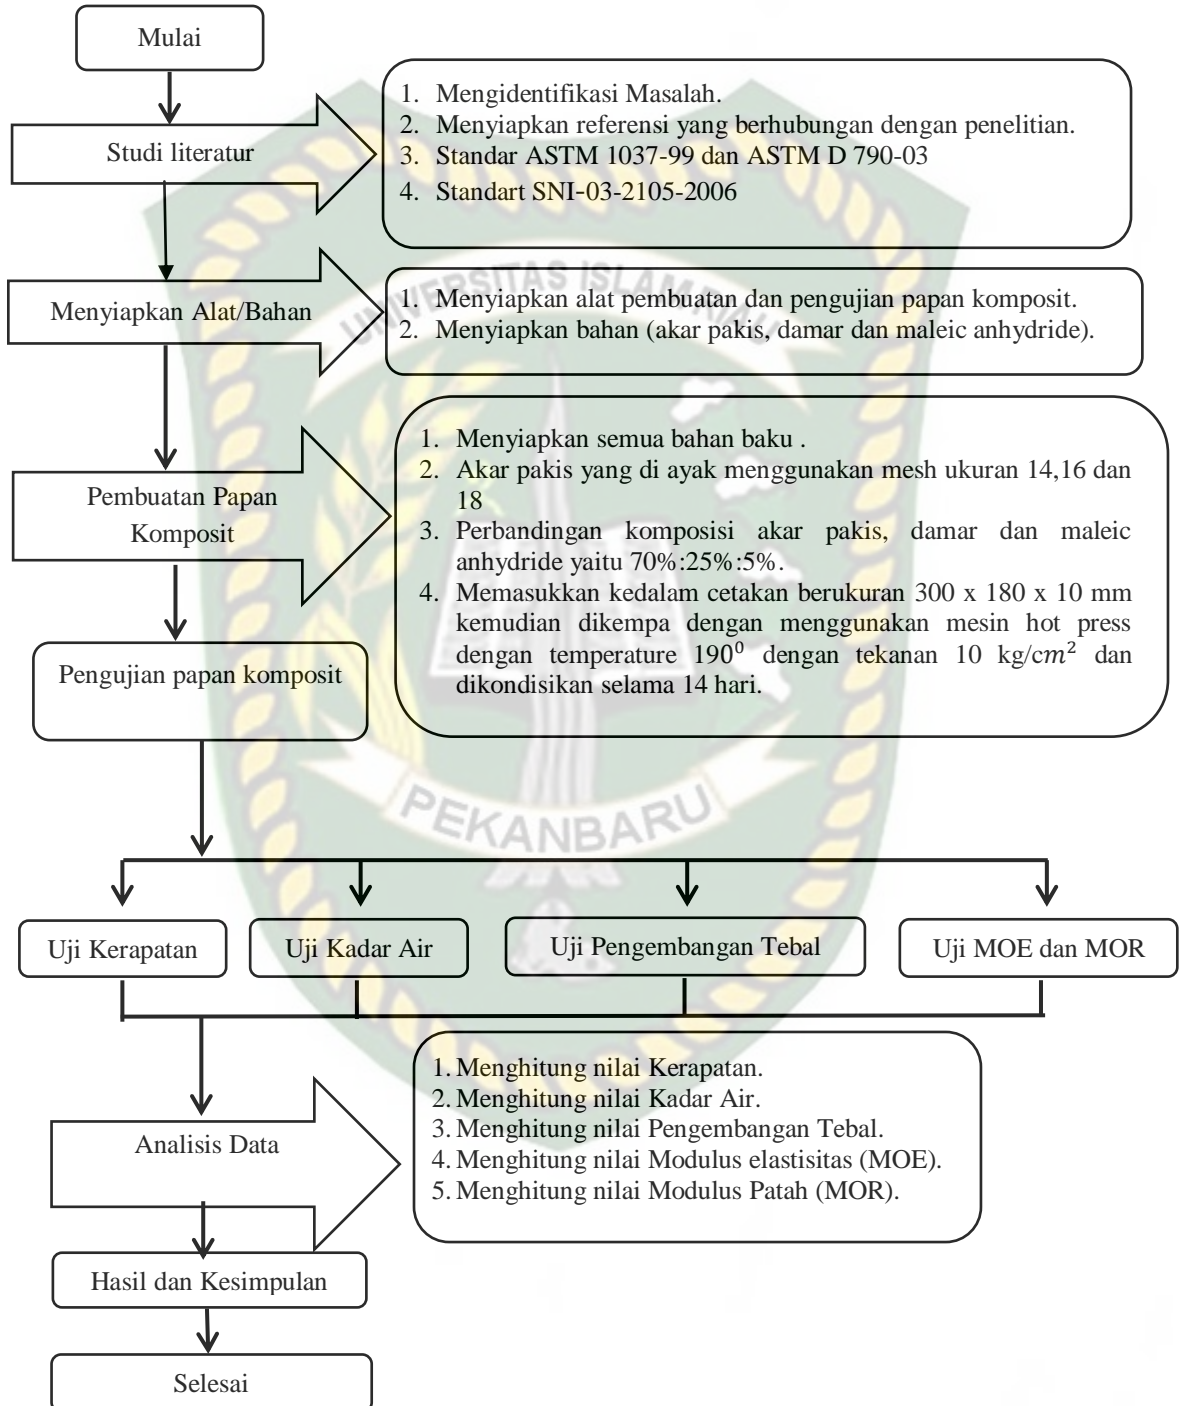 Mulai
Studi literatur
1. Mengidentifikasi Masalah.
2. Menyiapkan referensi yang berhubungan dengan penelitian.
3. Standar ASTM 1037-99 dan ASTM D 790-03
4. Standart SNI-03-2105-2006
UNIVERSITAS ISLAM RIAU
Menyiapkan Alat/Bahan
1. Menyiapkan alat pembuatan dan pengujian papan komposit.
2. Menyiapkan bahan (akar pakis, damar dan maleic anhydride).
Pembuatan Papan
Komposit
1. Menyiapkan semua bahan baku .
2. Akar pakis yang di ayak menggunakan mesh ukuran 14,16 dan
18
3. Perbandingan komposisi akar pakis, damar dan maleic
anhydride yaitu 70%:25%:5%.
4. Memasukkan kedalam cetakan berukuran 300 x 180 x 10 mm
kemudian dikempa dengan menggunakan mesin hot press
dengan temperature 190⁰ dengan tekanan 10 kg/cm² dan
dikondisikan selama 14 hari.
Pengujian papan komposit
PEKANBARU
Uji Kerapatan
Uji Kadar Air
Uji Pengembangan Tebal
Uji MOE dan MOR
Analisis Data
1. Menghitung nilai Kerapatan.
2. Menghitung nilai Kadar Air.
3. Menghitung nilai Pengembangan Tebal.
4. Menghitung nilai Modulus elastisitas (MOE).
5. Menghitung nilai Modulus Patah (MOR).
Hasil dan Kesimpulan
Selesai